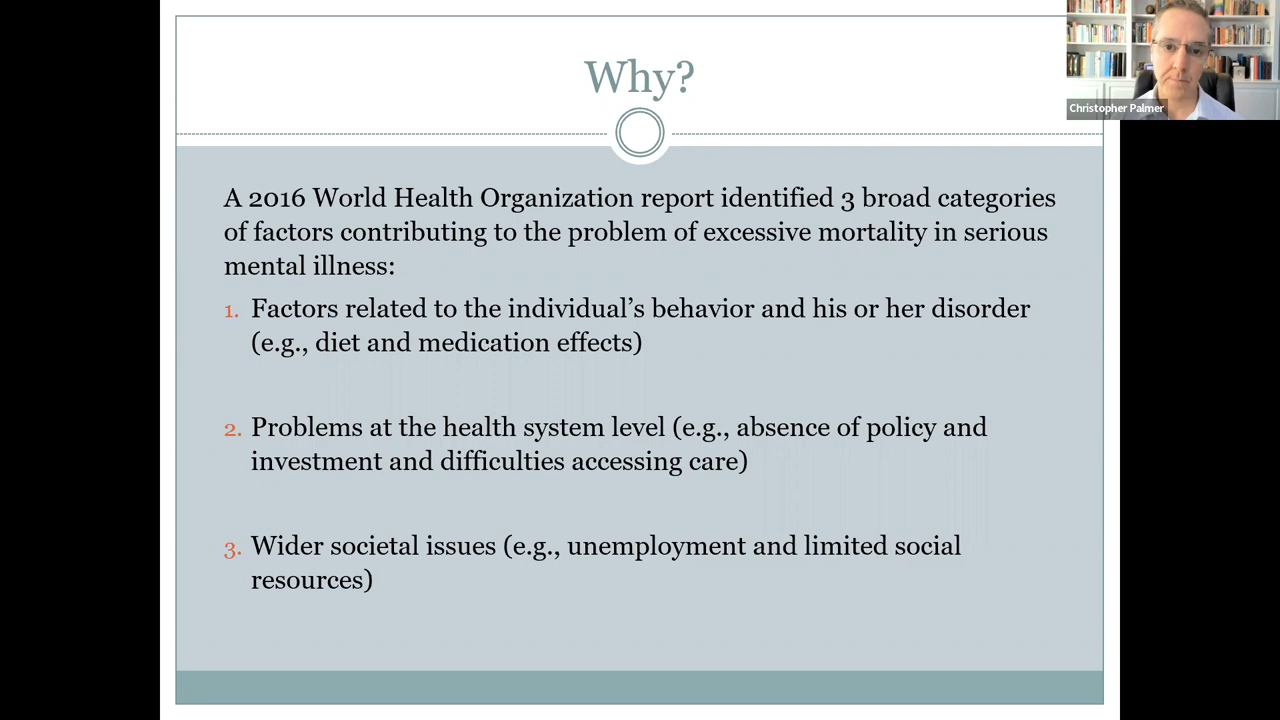 Why?
Christopher Palmer
A 2016 World Health Organization report identified 3 broad categories
of factors contributing to the problem of excessive mortality in serious
mental illness:
1. Factors related to the individual’s behavior and his or her disorder
(e.g., diet and medication effects)
2. Problems at the health system level (e.g., absence of policy and
investment and difficulties accessing care)
3. Wider societal issues (e.g., unemployment and limited social
resources)